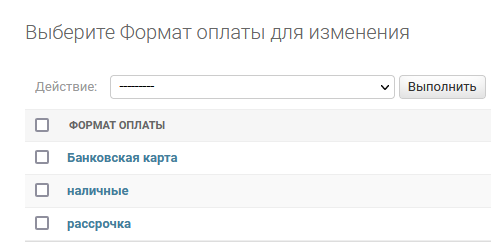 Выберите Формат оплаты для изменения
Действие: --------- Выполнить
ФОРМАТ ОПЛАТЫ
Банковская карта
наличные
рассрочка